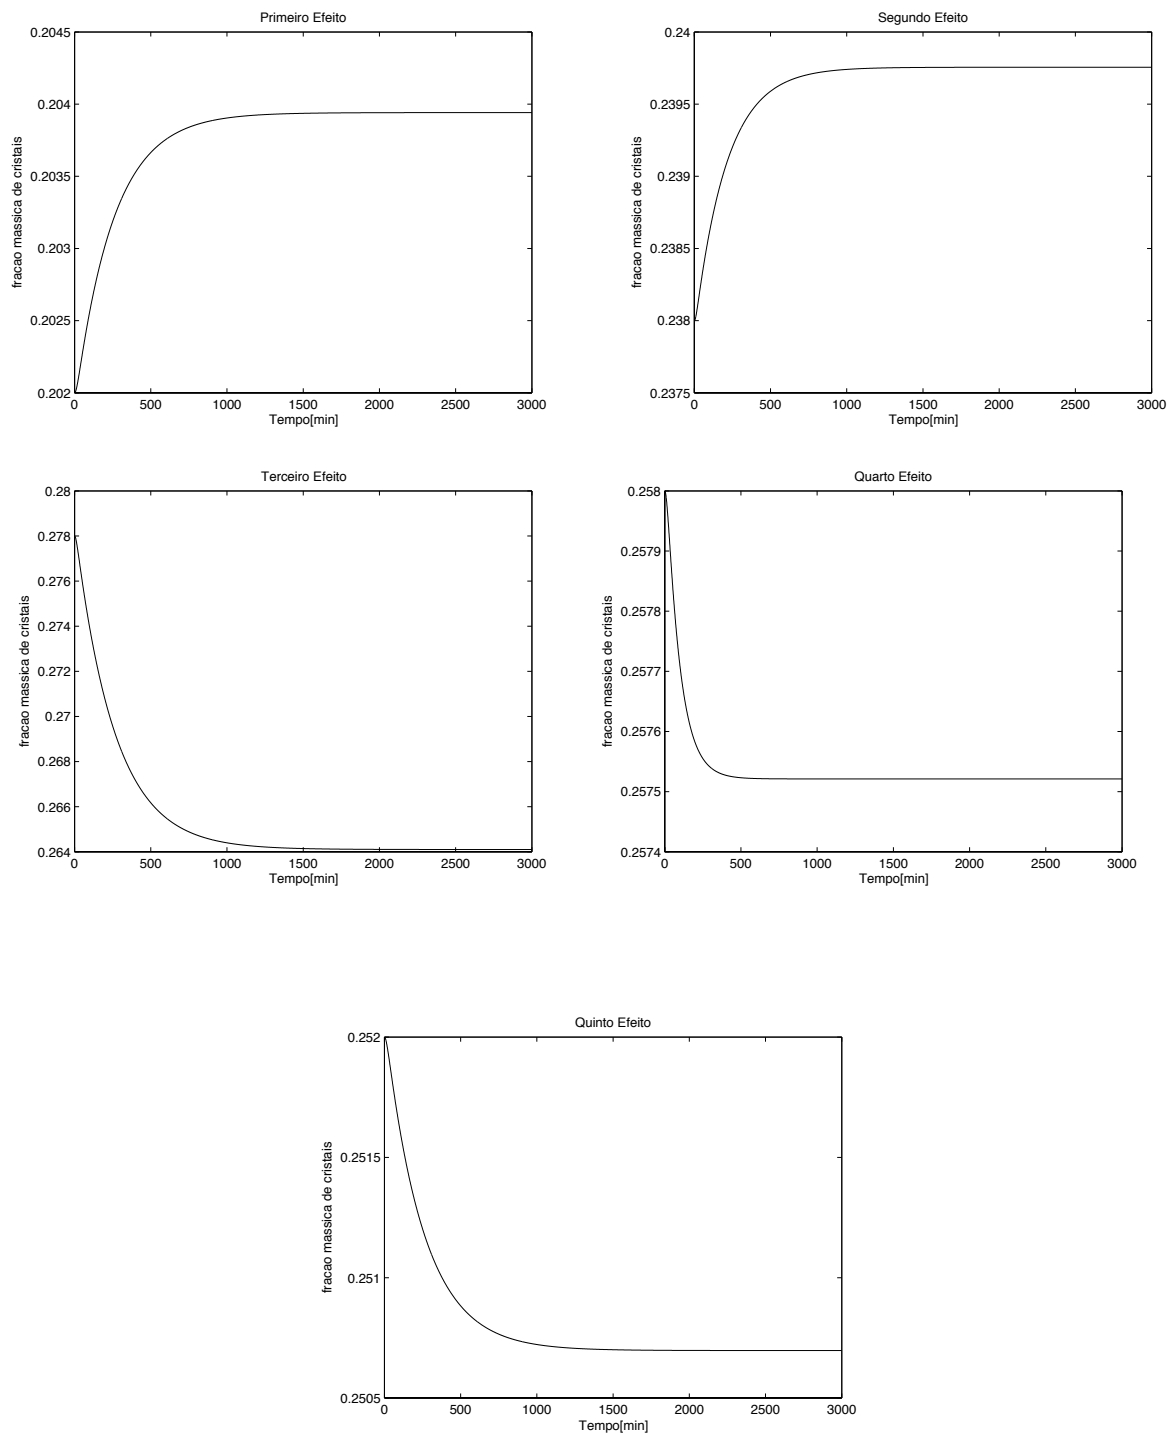 Primeiro Efeito
0.2045
0.204
0.2035
0.203
0.2025
0.202
fracao massica de cristais
0 500 1000 1500 2000 2500 3000
Tempo[min]
Segundo Efeito
0.24
0.2395
0.239
0.2385
0.238
0.2375
fracao massica de cristais
0 500 1000 1500 2000 2500 3000
Tempo[min]
Terceiro Efeito
0.28
0.278
0.276
0.274
0.272
0.27
0.268
0.266
0.264
fracao massica de cristais
0 500 1000 1500 2000 2500 3000
Tempo[min]
Quarto Efeito
0.258
0.2579
0.2578
0.2577
0.2576
0.2575
0.2574
fracao massica de cristais
0 500 1000 1500 2000 2500 3000
Tempo[min]
Quinto Efeito
0.252
0.2515
0.251
0.2505
fracao massica de cristais
0 500 1000 1500 2000 2500 3000
Tempo[min]